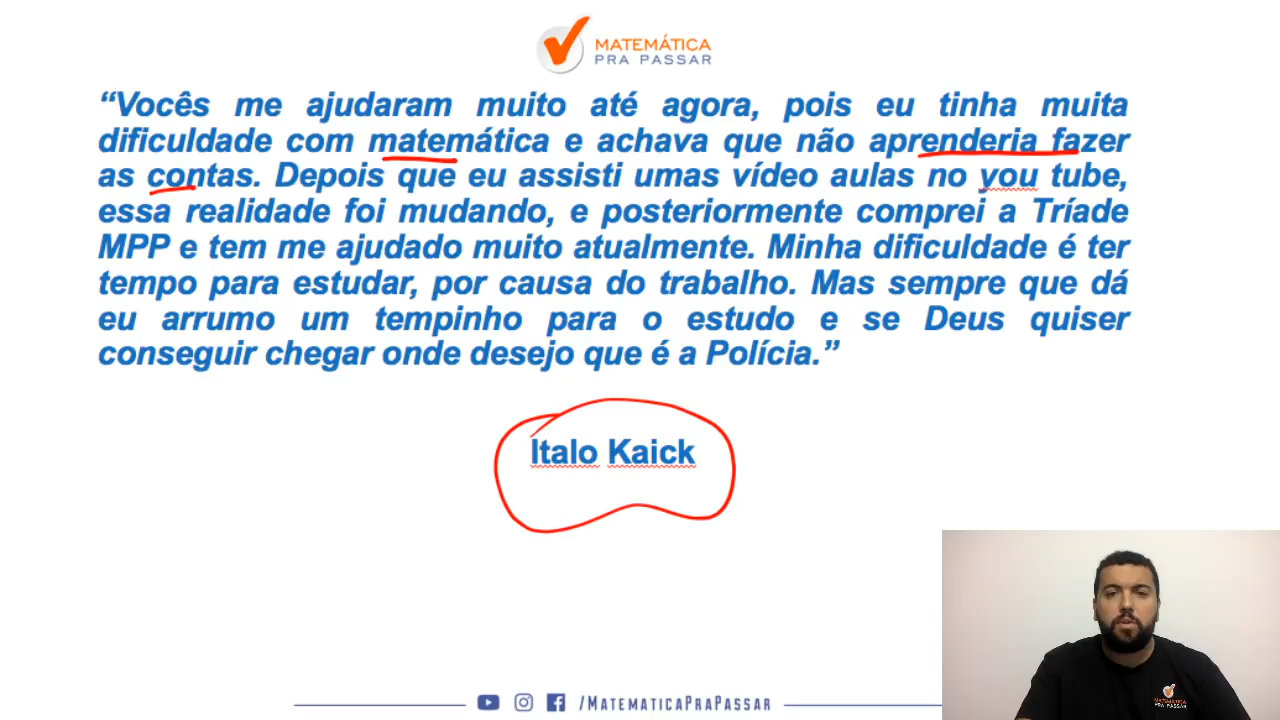 MATEMÁTICA
PRA PASSAR
“Vocês me ajudaram muito até agora, pois eu tinha muita
dificuldade com matemática e achava que não aprenderia fazer
as contas. Depois que eu assisti umas vídeo aulas no you tube,
essa realidade foi mudando, e posteriormente comprei a Tríade
MPP e tem me ajudado muito atualmente. Minha dificuldade é ter
tempo para estudar, por causa do trabalho. Mas sempre que dá
eu arrumo um tempinho para o estudo e se Deus quiser
conseguir chegar onde desejo que é a Polícia.”
Italo Kaick
MATEMÁTICA
PRA PASSAR
/MATEMATICAPRAPASSAR